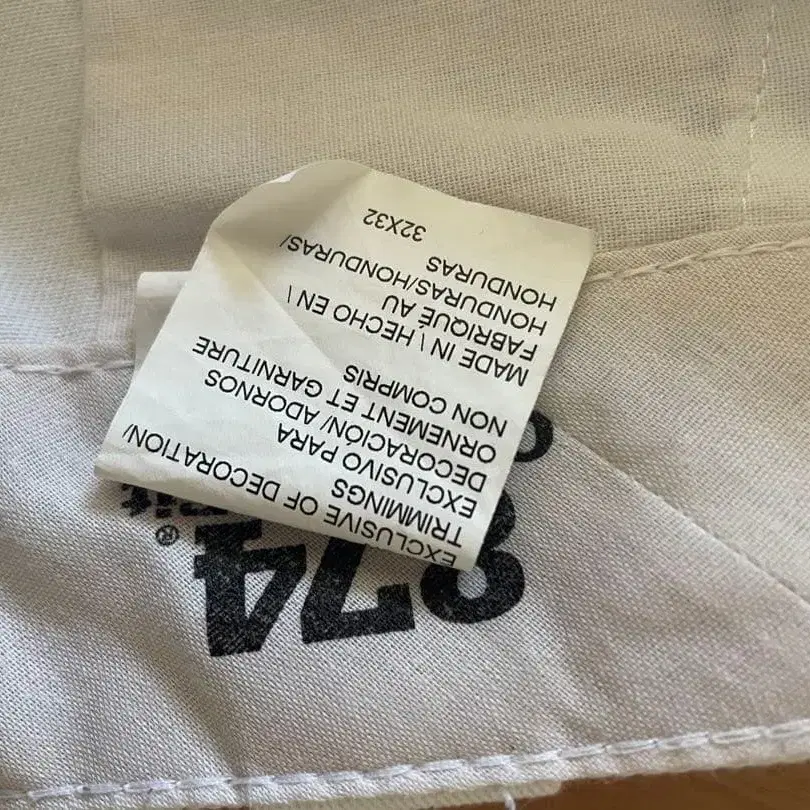 EXCLUSIVE OF DECORATION/
TRIMMINGS
EXCLUSIVO PARA
DECORACIÓN/ ADORNOS
ORNEMENT ET GARNITURE
NON COMPRIS
MADE IN \ HECHO EN \
FABRIQUÉ AU
HONDURAS/HONDURAS/
HONDURAS
32X32
874®